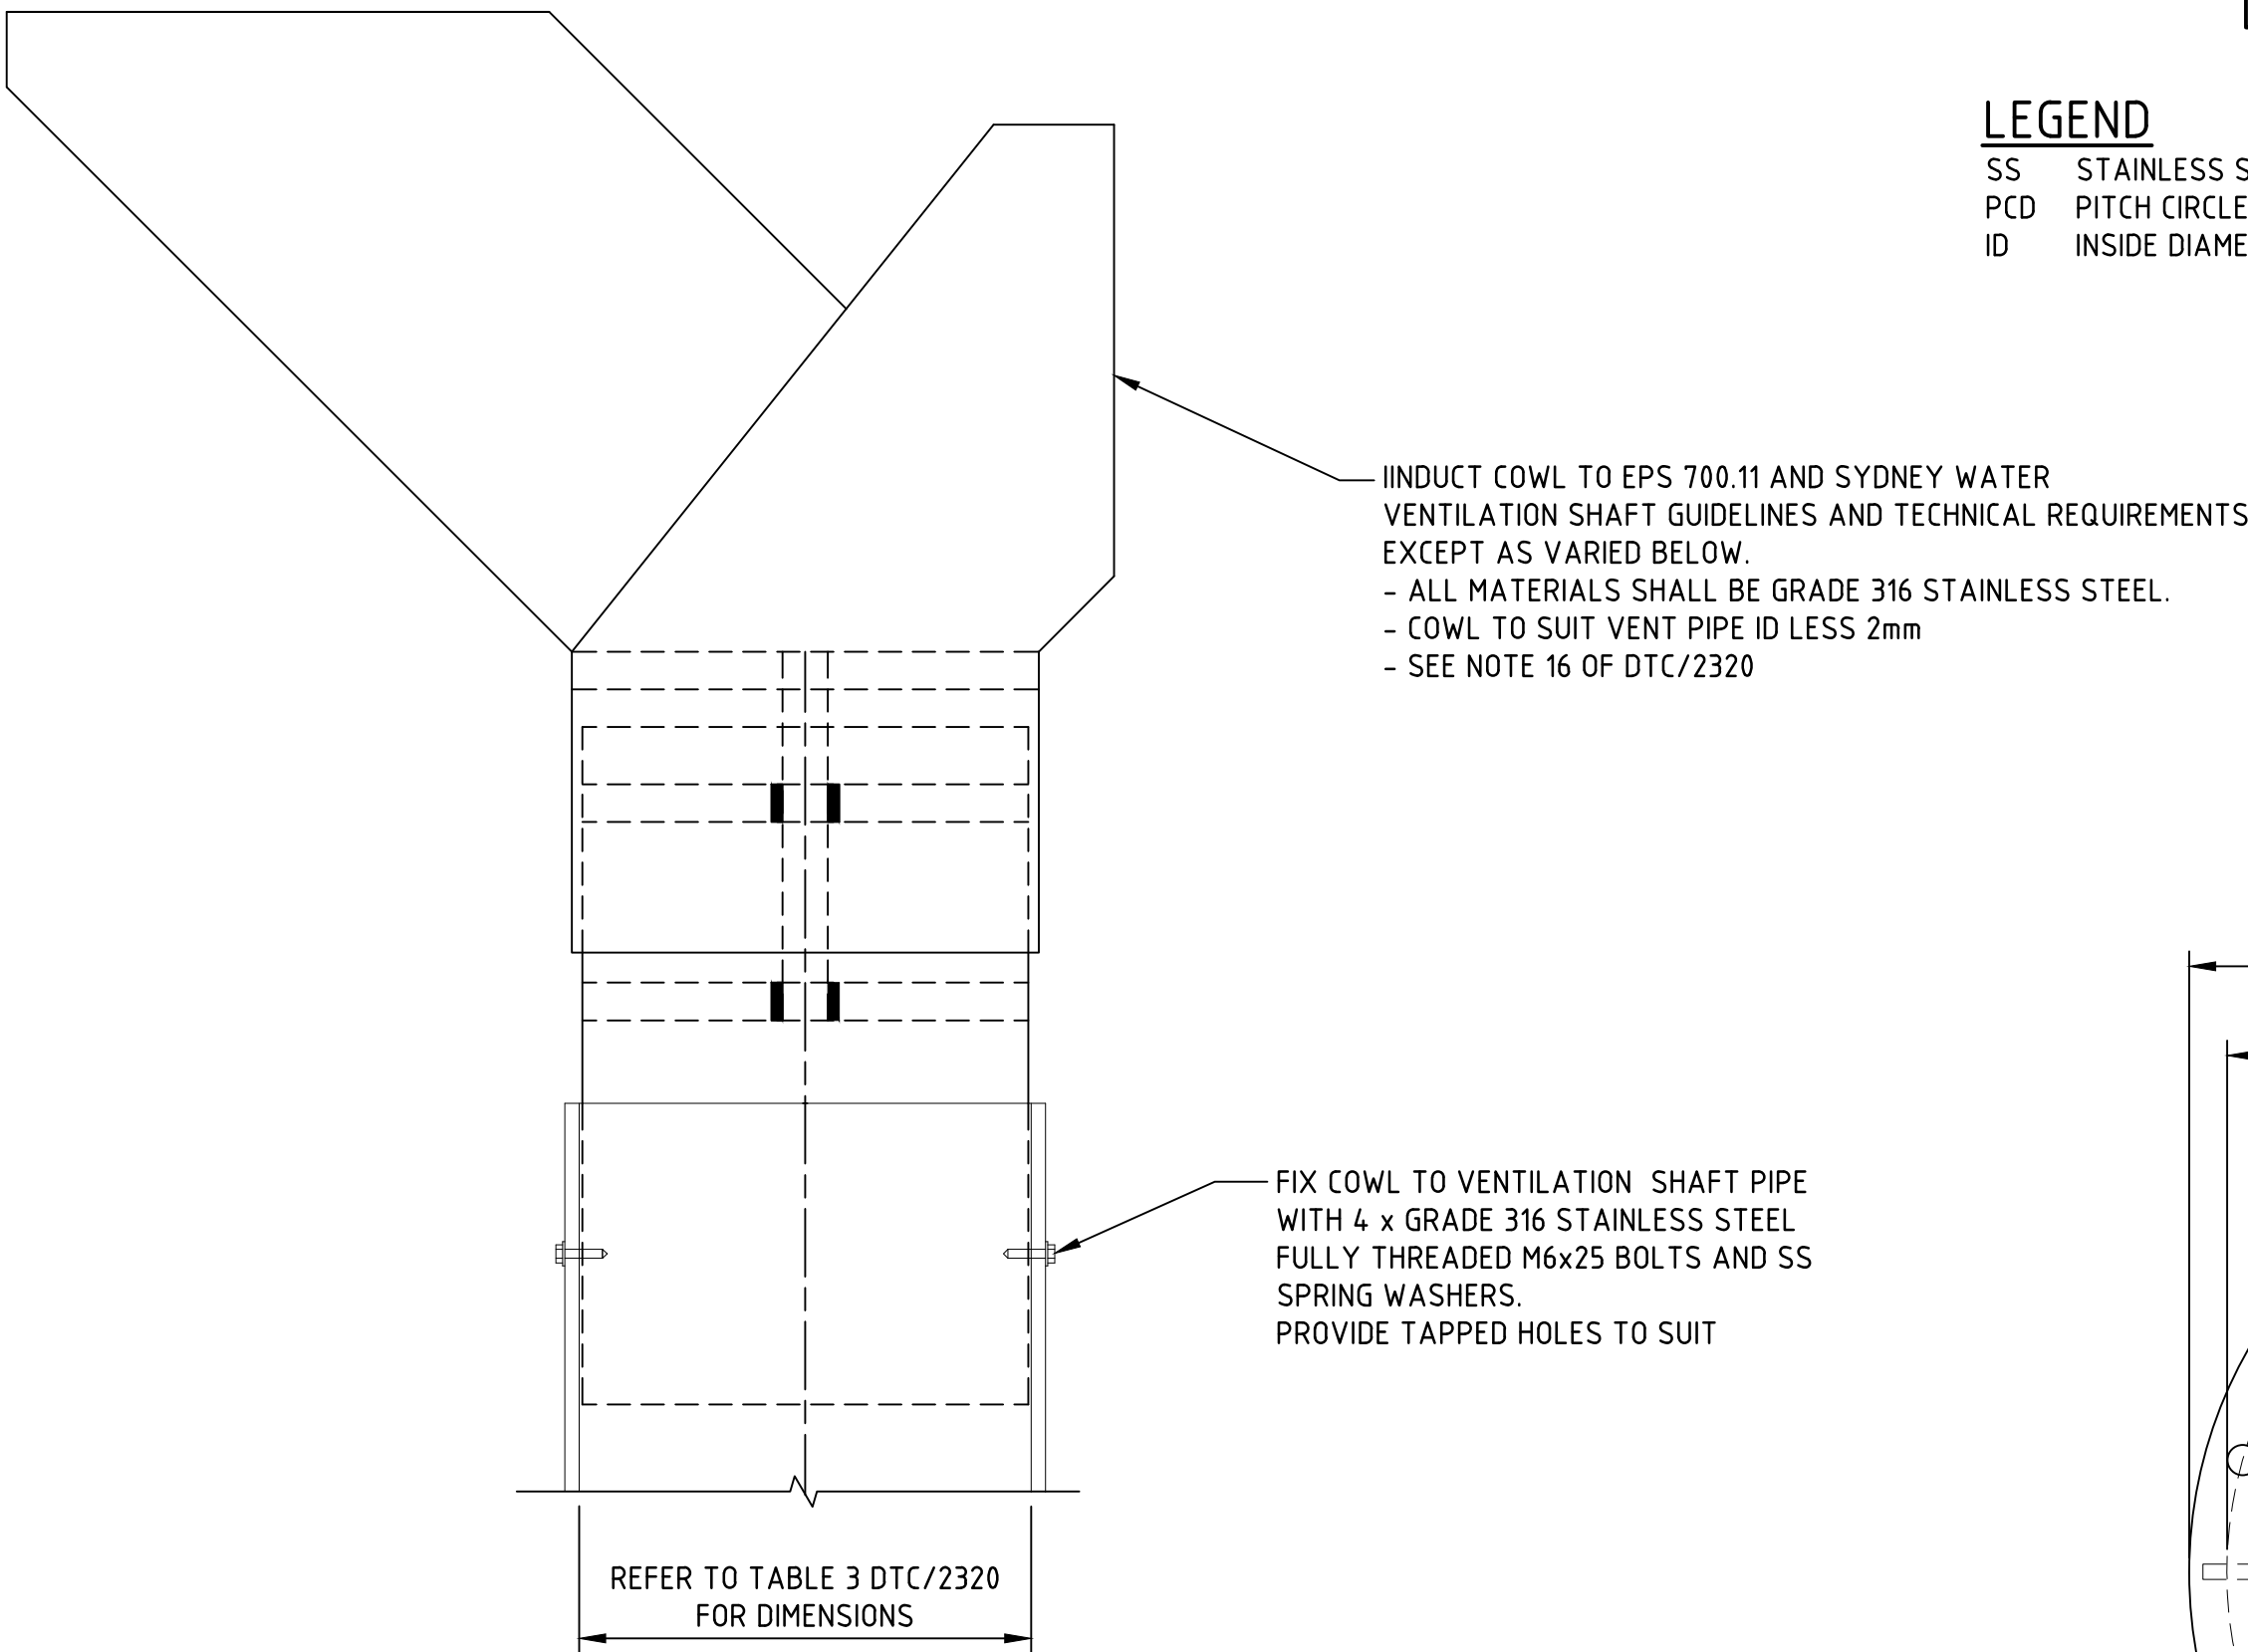 LEGEND
SS STAINLESS
PCD PITCH CIRCLE
ID INSIDE
IINDUCT COWL TO EPS 700.11 AND SYDNEY WATER
VENTILATION SHAFT GUIDELINES AND TECHNICAL REQUIREMENTS
EXCEPT AS VARIED BELOW.
- ALL MATERIALS SHALL BE GRADE 316 STAINLESS STEEL.
- COWL TO SUIT VENT PIPE ID LESS 2mm
- SEE NOTE 16 OF DTC/2320
FIX COWL TO VENTILATION SHAFT PIPE
WITH 4 x GRADE 316 STAINLESS STEEL
FULLY THREADED M6x25 BOLTS AND SS
SPRING WASHERS.
PROVIDE TAPPED HOLES TO SUIT
REFER TO TABLE 3 DTC/2320
FOR DIMENSIONS